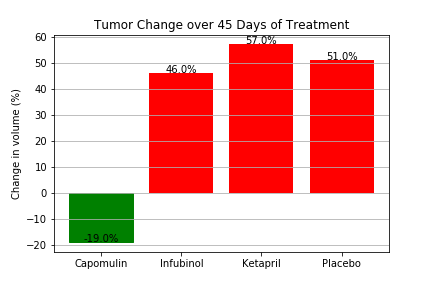 Tumor Change over 45 Days of Treatment
Change in volume (%)
60
50
40
30
20
10
0
−10
−20
-19.0%
46.0%
57.0%
51.0%
Capomulin
Infubinol
Ketapril
Placebo